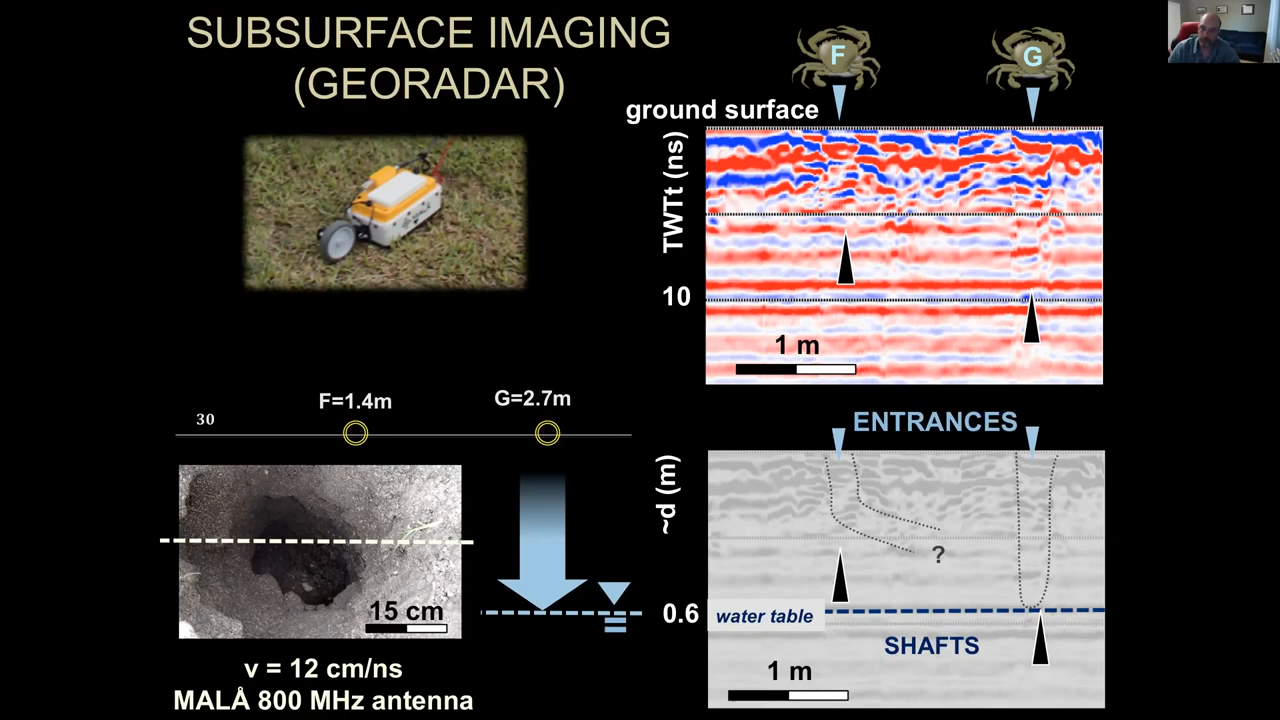 SUBSURFACE IMAGING
(GEORADAR)
F
G
ground surface
TWTt (ns)
10
1 m
30
F=1.4m
G=2.7m
15 cm
v = 12 cm/ns
MALÅ 800 MHz antenna
ENTRANCES
~d (m)
?
0.6
water table
SHAFTS
1 m